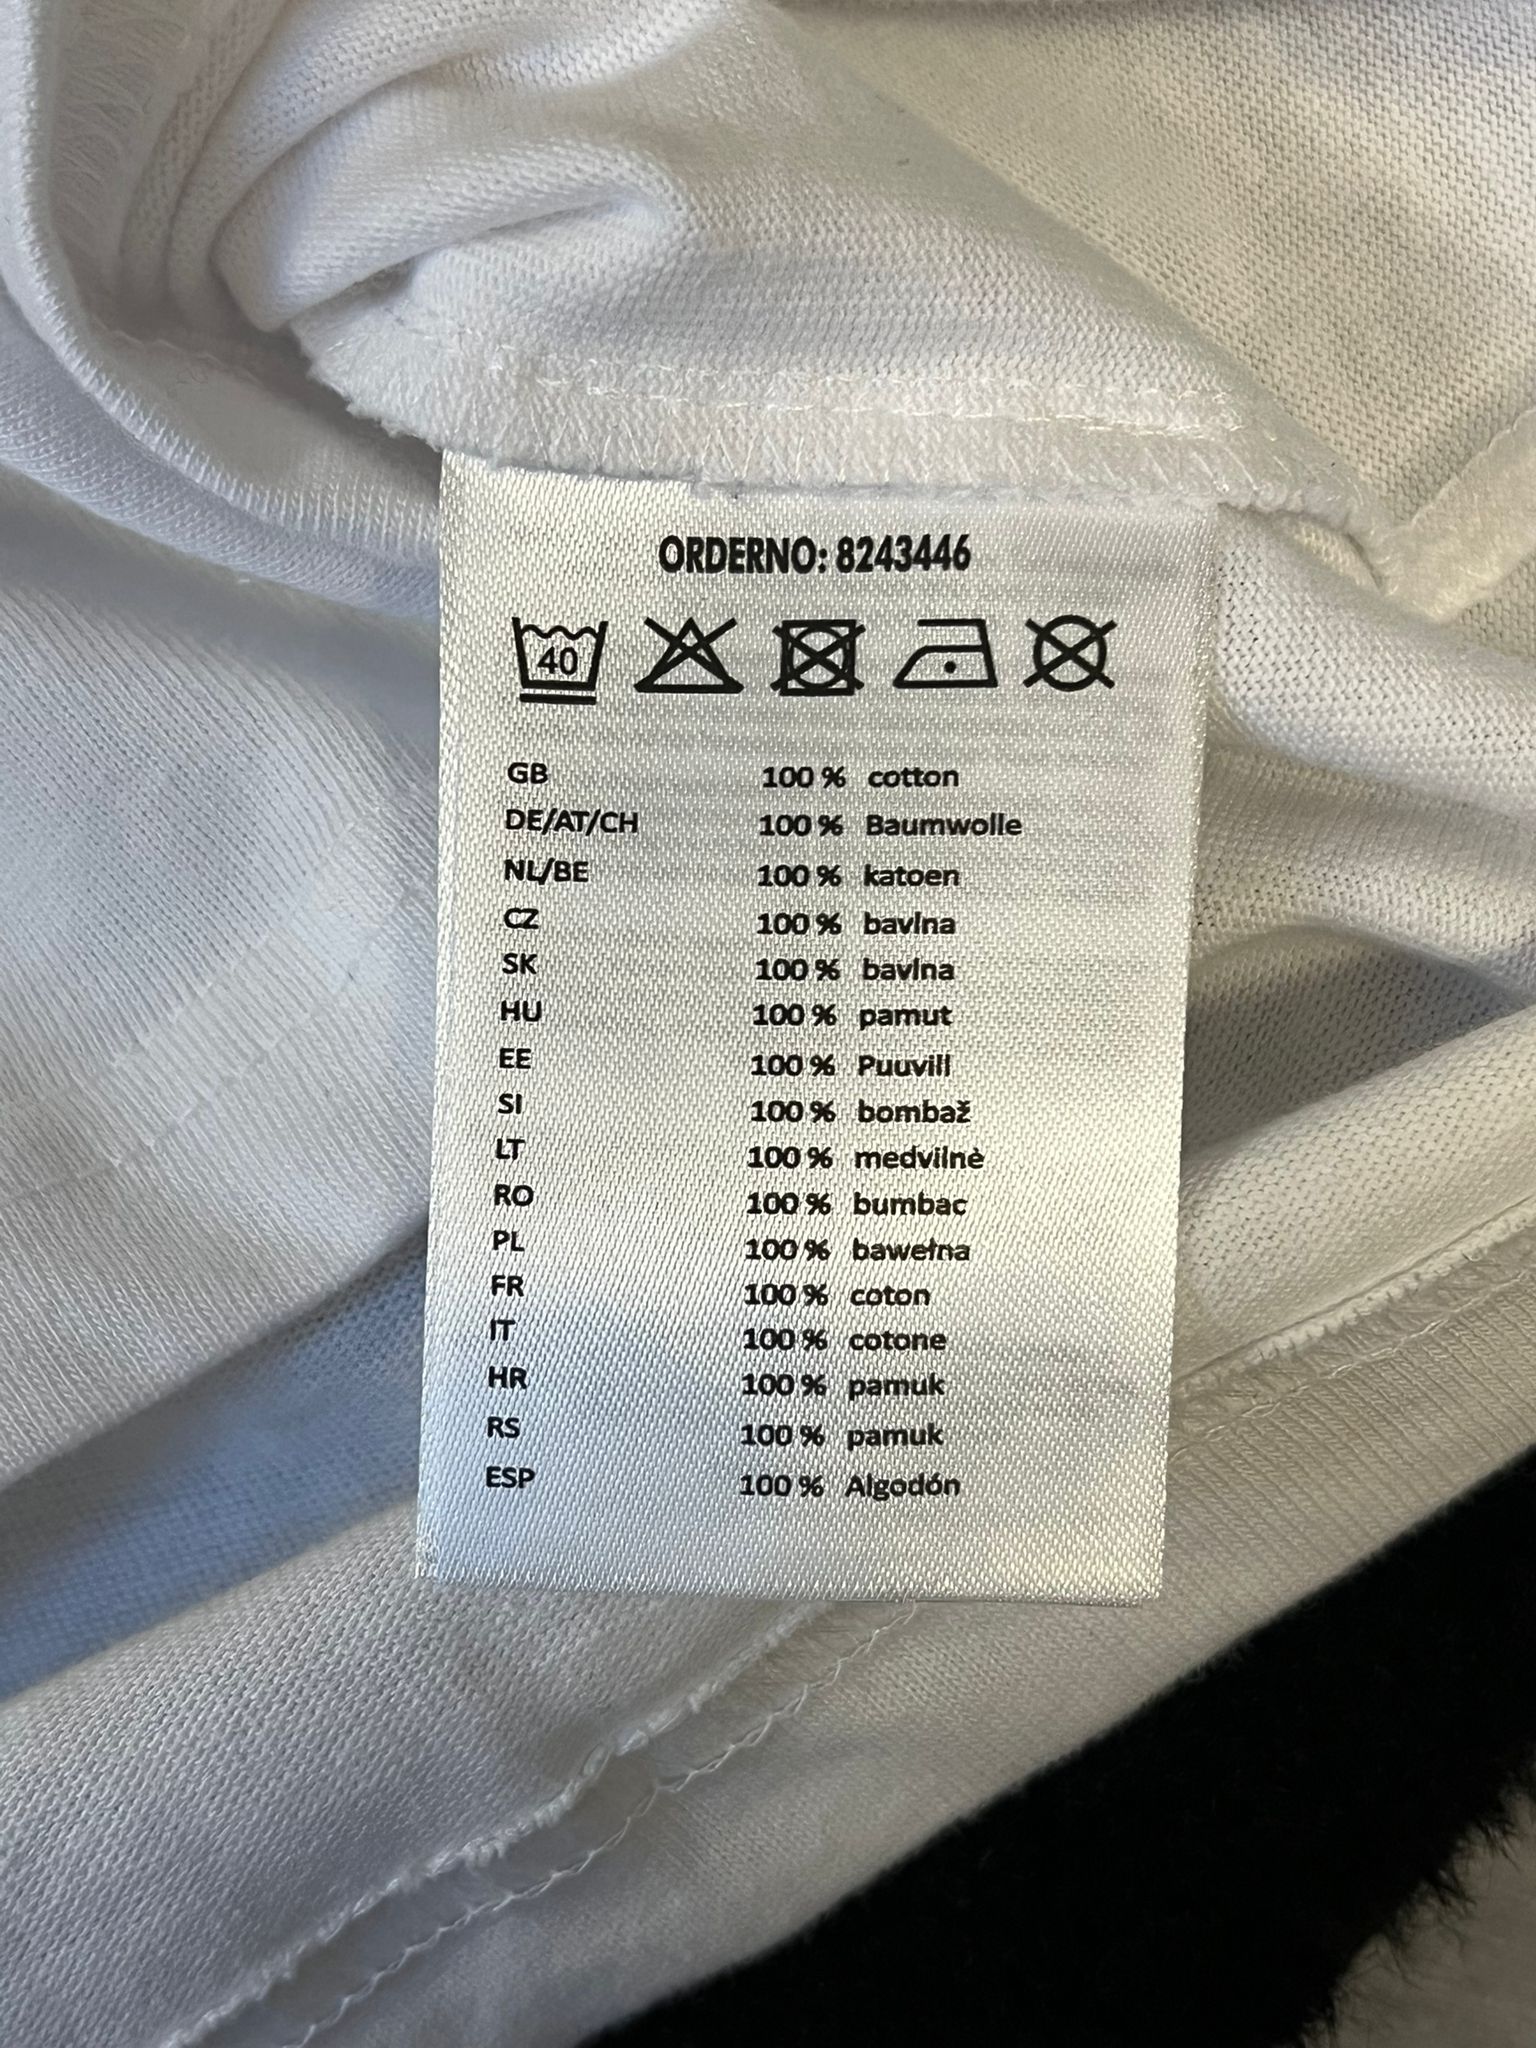 ORDERNO: 8243446
40
GB 100 % cotton
DE/AT/CH 100 % Baumwolle
NL/BE 100 % katoen
CZ 100 % bavlna
SK 100 % bavlna
HU 100 % pamut
EE 100 % Puuvill
SI 100 % bombaž
LT 100 % medvilnė
RO 100 % bumbac
PL 100 % bawełna
FR 100 % coton
IT 100 % cotone
HR 100 % pamuk
RS 100 % pamuk
ESP 100 % Algodón